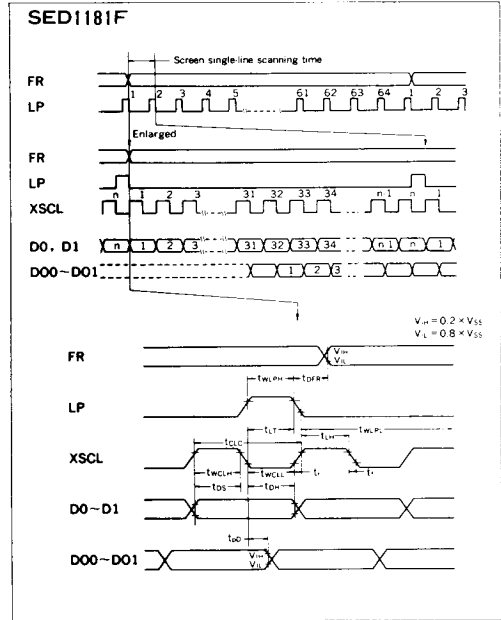 SED1181F
Screen single-line scanning time
FR
LP
1 2 3 4 5 61 62 63 64 1 2 3
Enlarged
FR
LP
XSCL
n 1 2 3 31 32 33 34 n 1 n 1
D0, D1
n 1 2 3 31 32 33 34 n 1 n 1
DO0~DO1
1 2 3
VIH = 0.2 × VSS
VIL = 0.8 × VSS
FR
VIH
VIL
tWLPH tDFR
LP
tLT tLH tWLPL
tCLC
XSCL
tWCLH tWCLL tr tf
tDS tDH
D0~D1
tDD
DO0~DO1
VIH
VIL